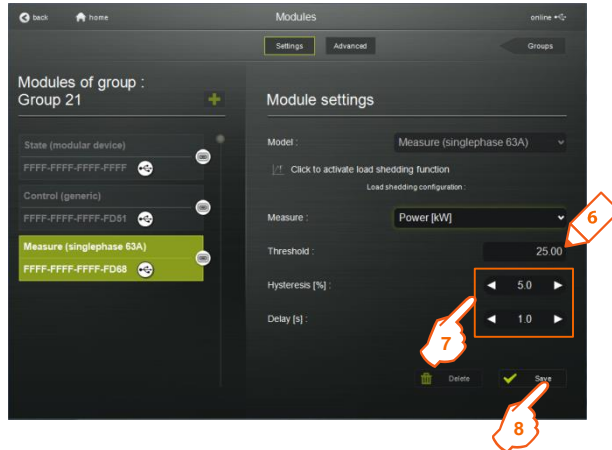 back
home
Modules
online
Settings
Advanced
Groups
Modules of group :
Group 21
State (modular device)
FFFF-FFFF-FFFF-FFFF
Control (generic)
FFFF-FFFF-FFFF-FD51
Measure (singlephase 63A)
FFFF-FFFF-FFFF-FD68
Module settings
Model :
Measure (singlephase 63A)
Click to activate load shedding function
Load shedding configuration :
Measure :
Power [kW]
6
Threshold :
25.00
Hysteresis [%] :
5.0
Delay [s] :
1.0
7
Delete
Save
8